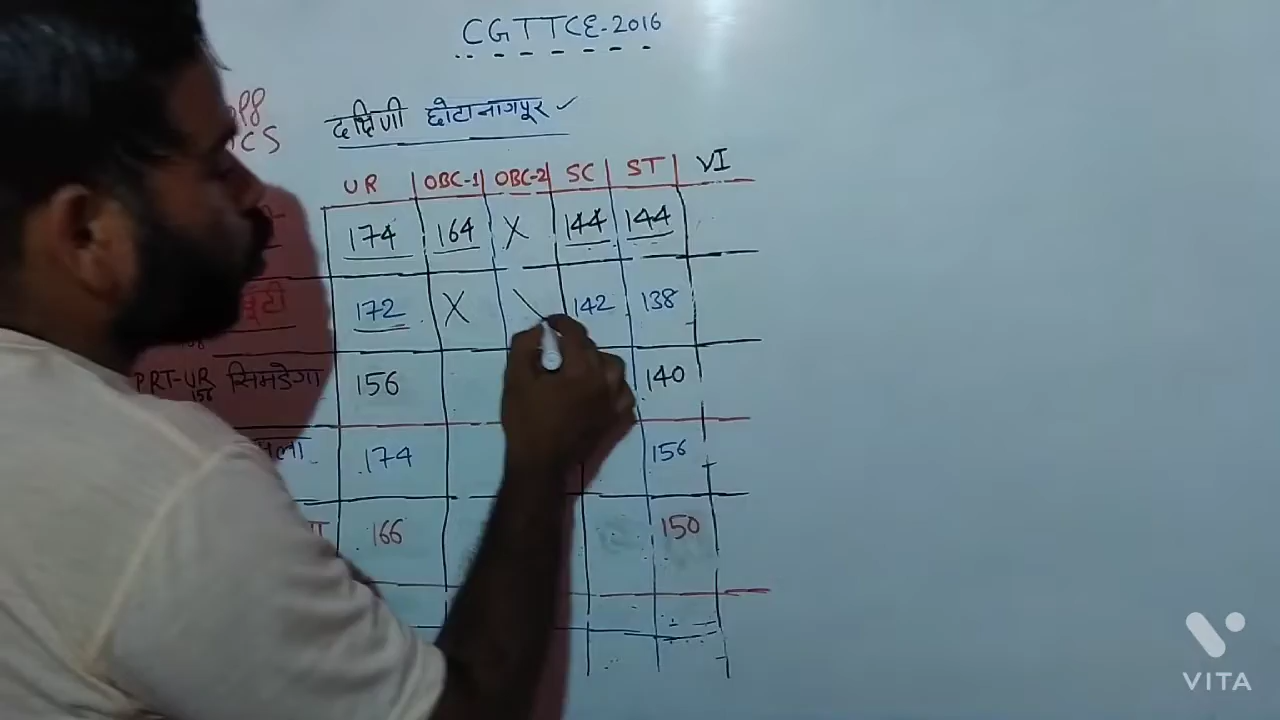 CGTTCE-2016
दक्षिणी छोटानागपुर ✓
UR OBC-1 OBC-2 SC ST VI
174 164 X 144 144
172 X 142 138
PRT-UR सिमडेगा 156 140
158
174 156
166 150
VITA